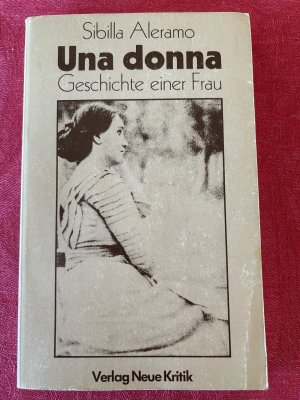 Sibilla Aleramo
Una donna
Geschichte einer Frau
Verlag Neue Kritik